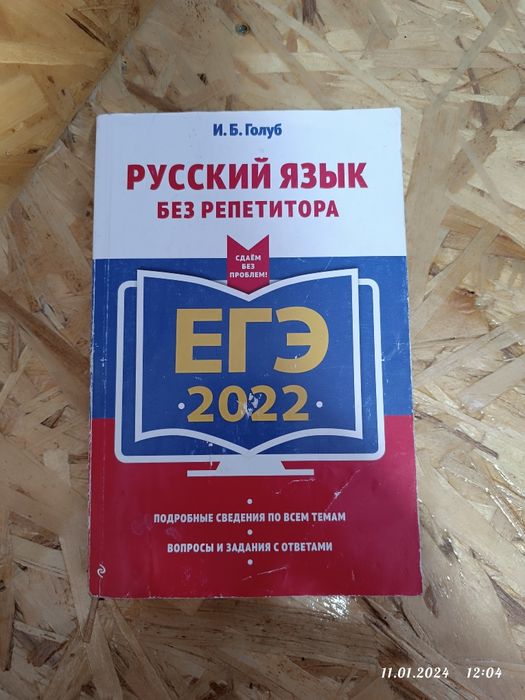 И. Б. Голуб
РУССКИЙ ЯЗЫК
БЕЗ РЕПЕТИТОРА
СДАЁМ
БЕЗ
ПРОБЛЕМ!
ЕГЭ
·2022·
• ПОДРОБНЫЕ СВЕДЕНИЯ ПО ВСЕМ ТЕМАМ
• ВОПРОСЫ И ЗАДАНИЯ С ОТВЕТАМИ
11.01.2024 12:04